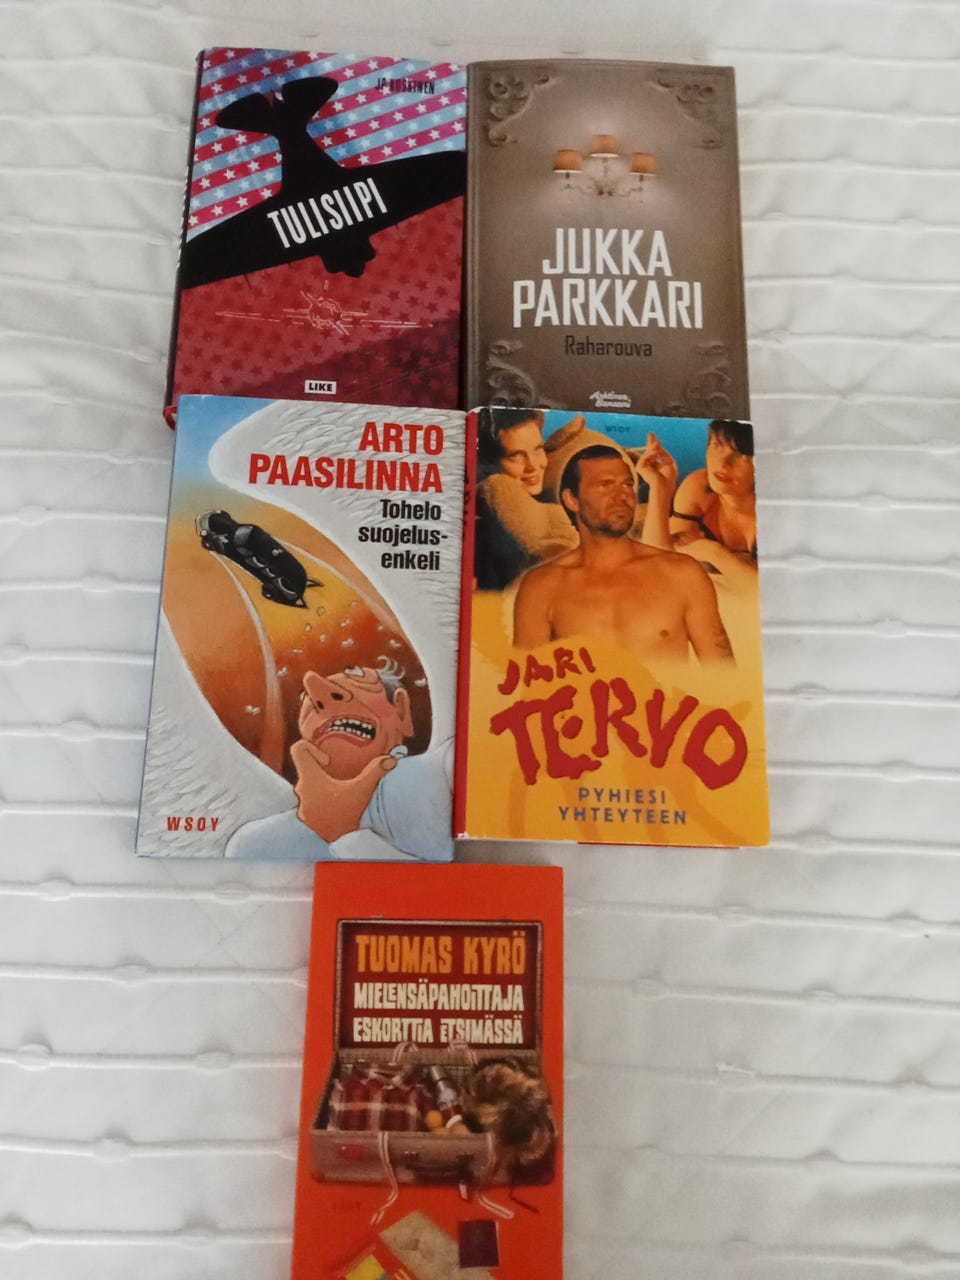 JP KOSKINEN
TULISIIPI
LIKE
JUKKA
PARKKARI
Raharouva
ARTO
PAASILINNA
Tohelo
suojelus-
enkeli
WSOY
WSOY
JARI
TERVO
PYHIESI
YHTEYTEEN
TUOMAS KYRÖ
MIELENSÄPAHOITTAJA
ESKORTTIA ETSIMÄSSÄ
WSOY